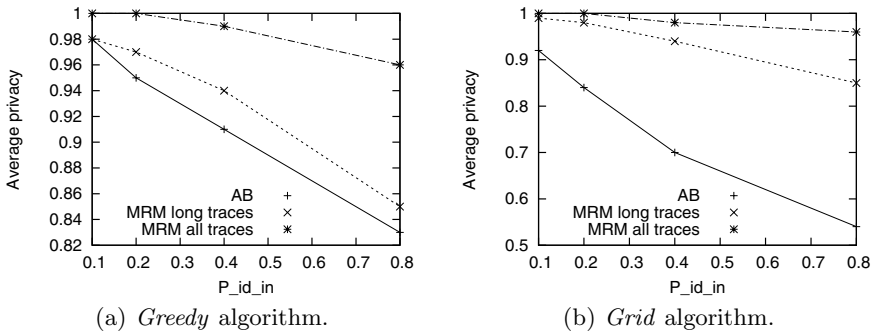 Average privacy
1
0.98
0.96
0.94
0.92
0.9
0.88
0.86
0.84
0.82
AB
MRM long traces
MRM all traces
0.1 0.2 0.3 0.4 0.5 0.6 0.7 0.8
P_id_in
(a) Greedy algorithm.
Average privacy
1
0.9
0.8
0.7
0.6
0.5
AB
MRM long traces
MRM all traces
0.1 0.2 0.3 0.4 0.5 0.6 0.7 0.8
P_id_in
(b) Grid algorithm.